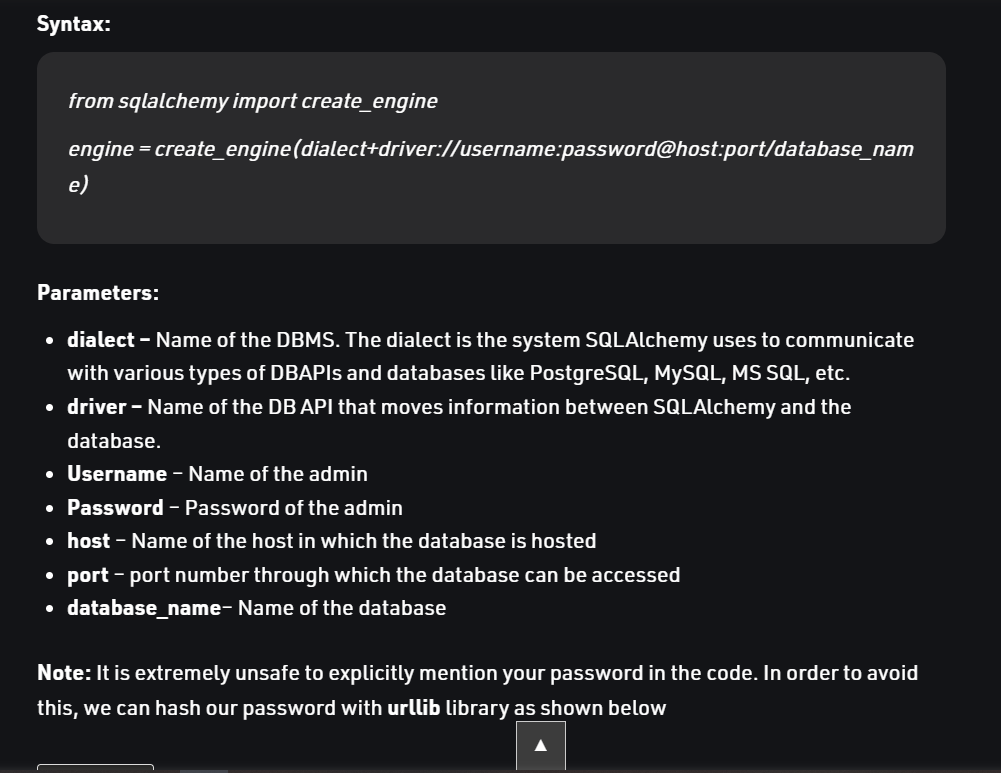 Syntax:
from sqlalchemy import create_engine
engine = create_engine(dialect+driver://username:password@host:port/database_nam
e)
Parameters:
• dialect – Name of the DBMS. The dialect is the system SQLAlchemy uses to communicate
with various types of DBAPIs and databases like PostgreSQL, MySQL, MS SQL, etc.
• driver – Name of the DB API that moves information between SQLAlchemy and the
database.
• Username – Name of the admin
• Password – Password of the admin
• host – Name of the host in which the database is hosted
• port – port number through which the database can be accessed
• database_name– Name of the database
Note: It is extremely unsafe to explicitly mention your password in the code. In order to avoid
this, we can hash our password with urllib library as shown below